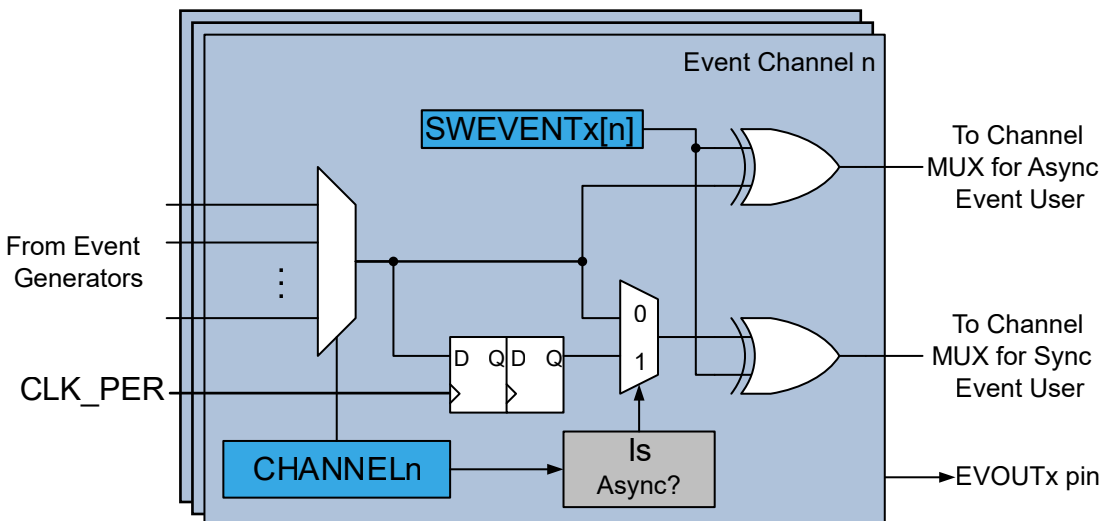 Event Channel n
SWEVENTx[n]
To Channel
MUX for Async
Event User
From Event
Generators
⋮
0
1
D Q D Q
To Channel
MUX for Sync
Event User
CLK_PER
CHANNELn
Is
Async?
EVOUTx pin